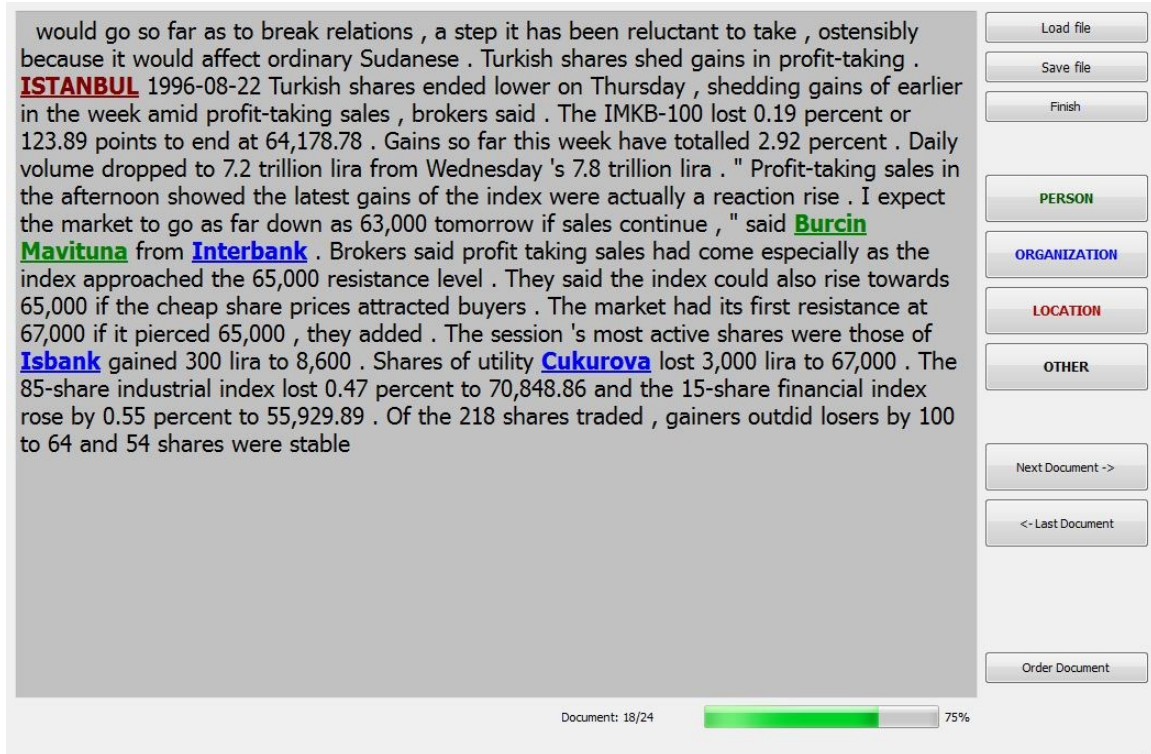 would go so far as to break relations , a step it has been reluctant to take , ostensibly
because it would affect ordinary Sudanese . Turkish shares shed gains in profit-taking .
ISTANBUL 1996-08-22 Turkish shares ended lower on Thursday , shedding gains of earlier
in the week amid profit-taking sales , brokers said . The IMKB-100 lost 0.19 percent or
123.89 points to end at 64,178.78 . Gains so far this week have totalled 2.92 percent . Daily
volume dropped to 7.2 trillion lira from Wednesday 's 7.8 trillion lira . " Profit-taking sales in
the afternoon showed the latest gains of the index were actually a reaction rise . I expect
the market to go as far down as 63,000 tomorrow if sales continue , " said Burcin
Mavituna from Interbank . Brokers said profit taking sales had come especially as the
index approached the 65,000 resistance level . They said the index could also rise towards
65,000 if the cheap share prices attracted buyers . The market had its first resistance at
67,000 if it pierced 65,000 , they added . The session 's most active shares were those of
Isbank gained 300 lira to 8,600 . Shares of utility Cukurova lost 3,000 lira to 67,000 . The
85-share industrial index lost 0.47 percent to 70,848.86 and the 15-share financial index
rose by 0.55 percent to 55,929.89 . Of the 218 shares traded , gainers outdid losers by 100
to 64 and 54 shares were stable
Load file
Save file
Finish
PERSON
ORGANIZATION
LOCATION
OTHER
Next Document ->
<- Last Document
Order Document
Document: 18/24
75%